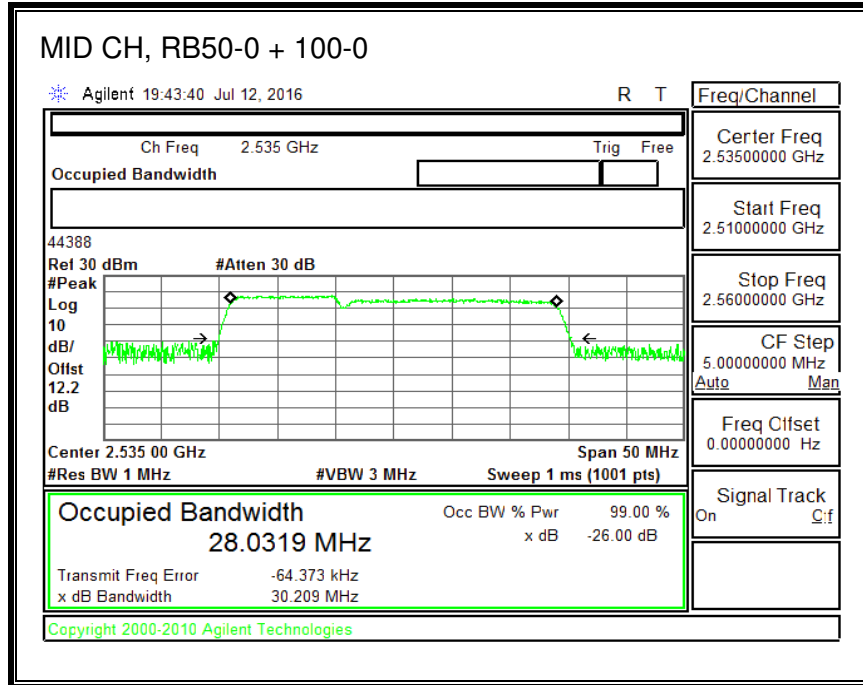 MID CH, RB50-0 + 100-0
Agilent 19:43:40 Jul 12, 2016 R T
Freq/Channel
Ch Freq 2.535 GHz Trig Free
Occupied Bandwidth
Center Freq
2.53500000 GHz
Start Freq
2.51000000 GHz
Stop Freq
2.56000000 GHz
CF Step
5.00000000 MHz
Auto Man
Freq Offset
0.00000000 Hz
Signal Track
On Off
44388
Ref 30 dBm #Atten 30 dB
#Peak
Log
10
dB/
Offst
12.2
dB
Center 2.535 00 GHz Span 50 MHz
#Res BW 1 MHz #VBW 3 MHz Sweep 1 ms (1001 pts)
Occupied Bandwidth
28.0319 MHz
Occ BW % Pwr 99.00 %
x dB -26.00 dB
Transmit Freq Error -64.373 kHz
x dB Bandwidth 30.209 MHz
Copyright 2000-2010 Agilent Technologies